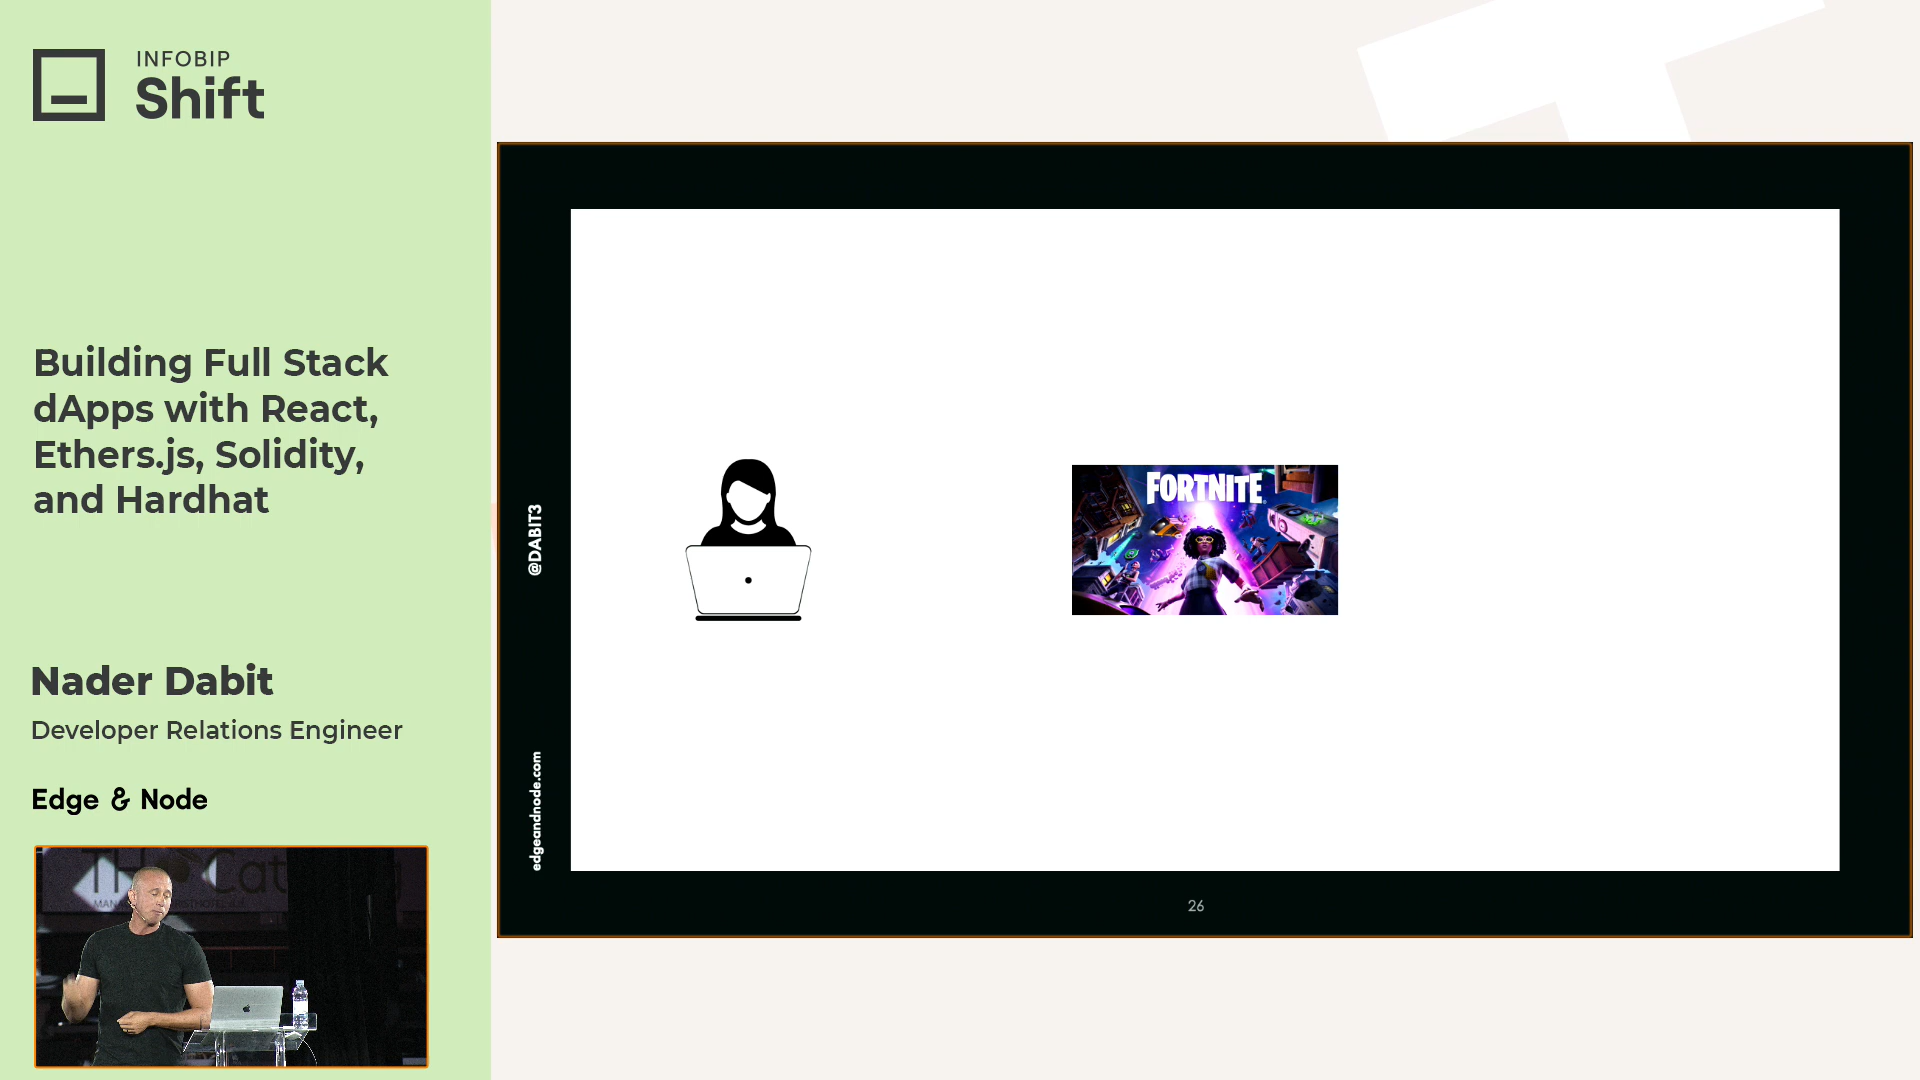 INFOBIP
Shift
Building Full Stack
dApps with React,
Ethers.js, Solidity,
and Hardhat
Nader Dabit
Developer Relations Engineer
Edge & Node
@DABIT3
edgeandnode.com
FORTNITE
26